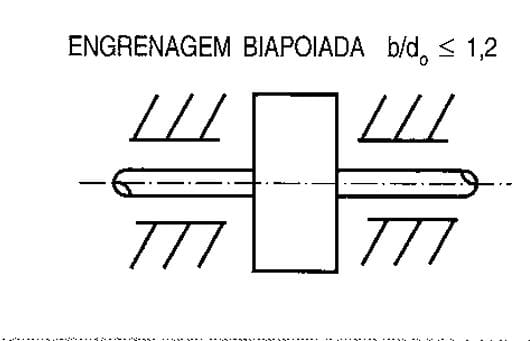 ENGRENAGEM BIAPOIADA b/d₀ ≤ 1,2